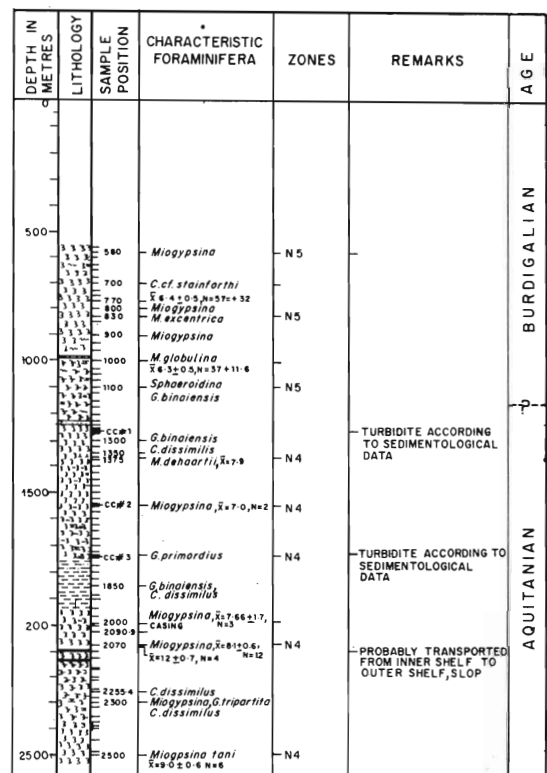 DEPTH IN METRES
LITHOLOGY
SAMPLE POSITION
CHARACTERISTIC FORAMINIFERA
ZONES
REMARKS
AGE
0
500
580 Miogypsina N5
700 C.cf. stainforthi
770 X̄ 6·4±0·5, N=57=+32
800 Miogypsina
830 M. excentrica N5
900 Miogypsina
1000 1000 M. globulina
X̄ 6·3±0.5, N=37+11·6
1100 Sphaeroidina N5
G. binaiensis
BURDIGALIAN
?
CC#1 TURBIDITE ACCORDING
1300 G. binaiensis TO SEDIMENTOLOGICAL
1350 C. dissimilis DATA
1375 M. dehaartii, X̄=7·9 N4
1500 CC#2 Miogypsina, X̄=7·0, N=2 N4
CC#3 G. primordius N4 TURBIDITE ACCORDING TO
SEDIMENTOLOGICAL
DATA
1850 G. binaiensis,
C. dissimilus
2000 2000 Miogypsina, X̄=7·66±1·7,
CASING N=3
2090·9
2070 Miogypsina, X̄=8·1±0·6, N4 PROBABLY TRANSPORTED
N=12 FROM INNER SHELF TO
X̄=12±0·7, N=4 OUTER SHELF, SLOP
2255·4 C. dissimilus
2300 Miogypsina, G. tripartita
C. dissimilus
2500 2500 Miogpsina tani N4
X̄=9·0±0·6 N=6
AQUITANIAN